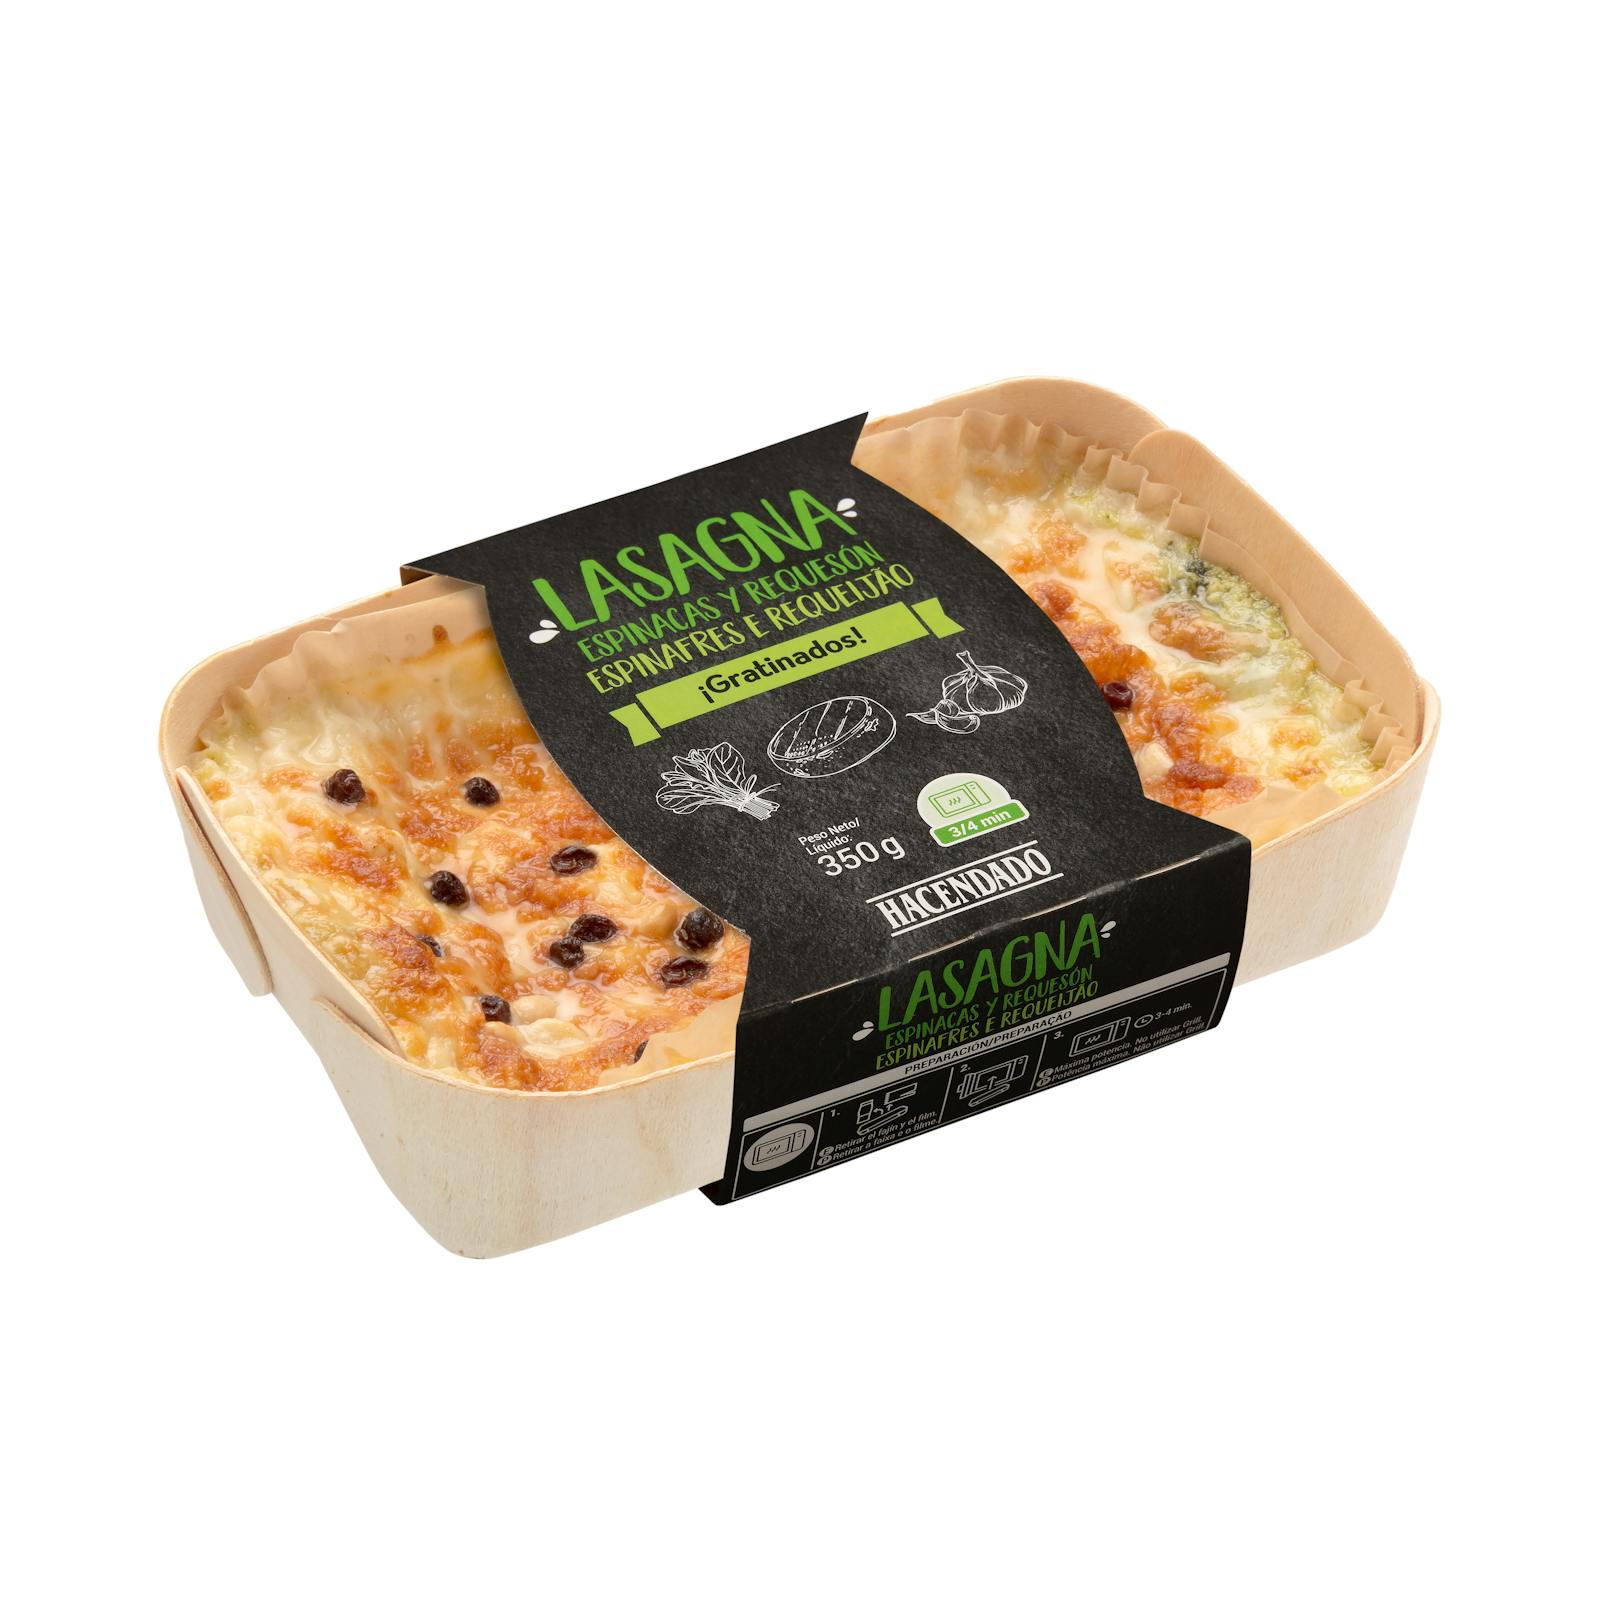 LASAGNA
ESPINACAS Y REQUESÓN
ESPINAFRES E REQUEIJÃO
¡Gratinados!
Peso Neto/
Líquido:
350 g
3/4 min
HACENDADO
LASAGNA
ESPINACAS Y REQUESÓN
ESPINAFRES E REQUEIJÃO
PREPARACIÓN/PREPARAÇÃO
1.
E Retirar el fajín y el film.
P Retirar a faixa e o filme.
2.
3.
3-4 min.
E Máxima potencia. No utilizar Grill.
P Potência máxima. Não utilizar Grill.